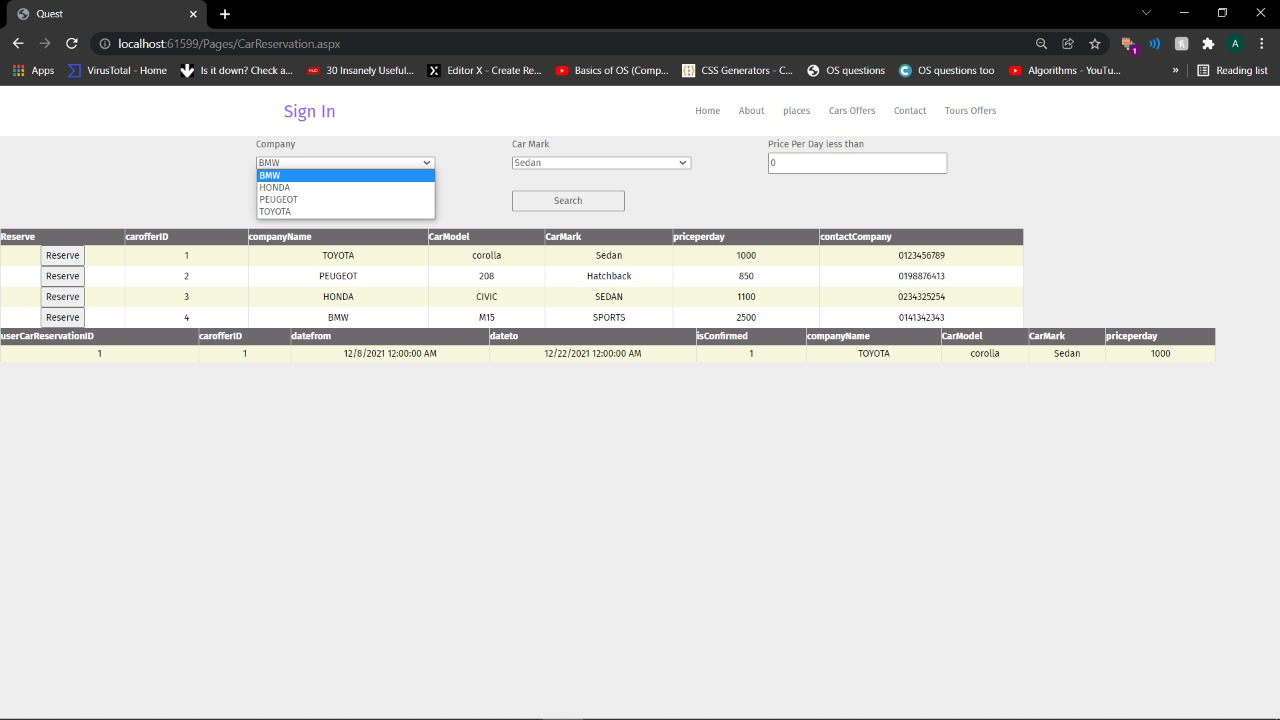 Quest
localhost:61599/Pages/CarReservation.aspx
1
A
Apps VirusTotal - Home Is it down? Check a... 30 Insanely Useful... X Editor X - Create Re... Basics of OS (Comp... CSS Generators - C... OS questions OS questions too Algorithms - YouTu... » Reading list
Sign In Home About places Cars Offers Contact Tours Offers
Company Car Mark Price Per Day less than
BMW Sedan 0
BMW
HONDA
PEUGEOT
TOYOTA
Search
Reserve carofferID companyName CarModel CarMark priceperday contactCompany
Reserve 1 TOYOTA corolla Sedan 1000 0123456789
Reserve 2 PEUGEOT 208 Hatchback 850 0198876413
Reserve 3 HONDA CIVIC SEDAN 1100 0234325254
Reserve 4 BMW M15 SPORTS 2500 0141342343
userCarReservationID carofferID datefrom dateto isConfirmed companyName CarModel CarMark priceperday
1 1 12/8/2021 12:00:00 AM 12/22/2021 12:00:00 AM 1 TOYOTA corolla Sedan 1000